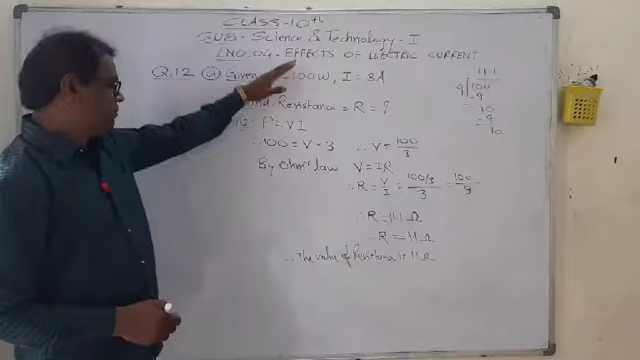 CLASS-10th
SUB- Science & Technology - I
LNO.04 - EFFECTS OF ELECTRIC CURRENT
Q.12 a Given = 100W, I = 3A
Resistance = R = ?
P = VI
∴ 100 = V × 3 ∴ V = 100/3
By Ohm's law V = IR
∴ R = V/I = 100/3 / 3 = 100/9
∴ R = 11.1 Ω
∴ R = 11 Ω
∴ The value of Resistance is 11 Ω
11.1
9 100
- 9
10
- 9
10